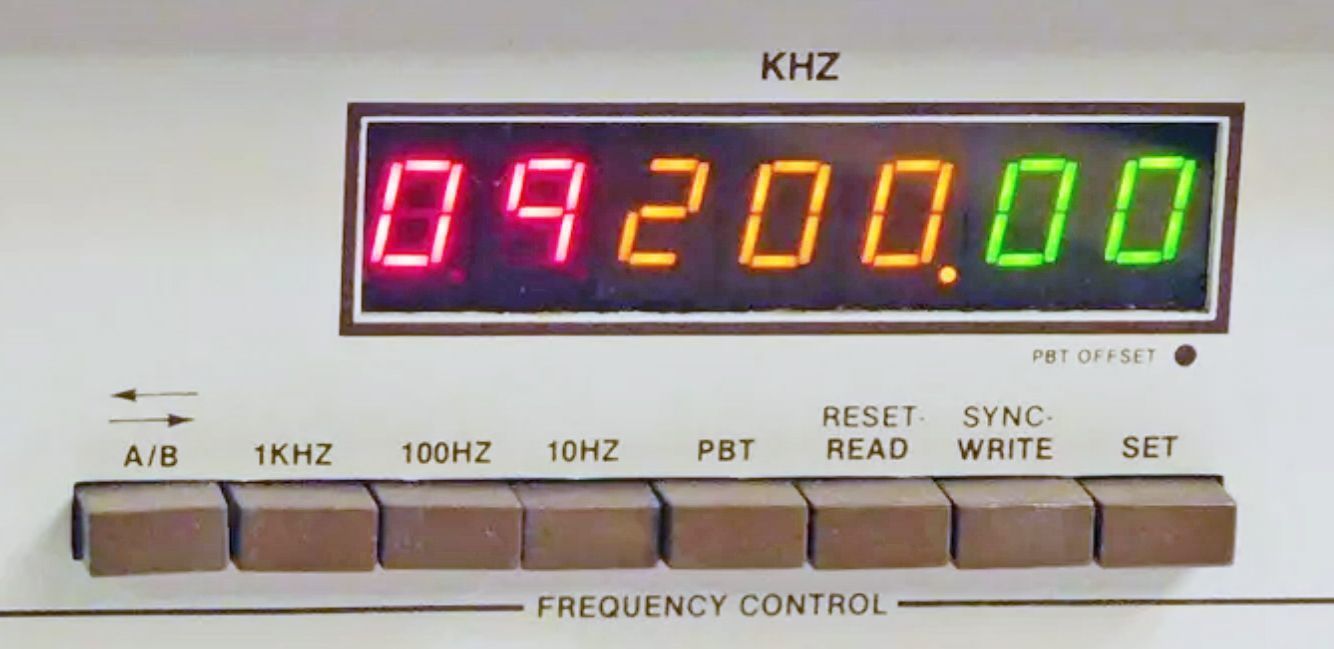 KHZ
09200.00
PBT OFFSET
A/B 1KHZ 100HZ 10HZ PBT RESET-READ SYNC-WRITE SET
FREQUENCY CONTROL